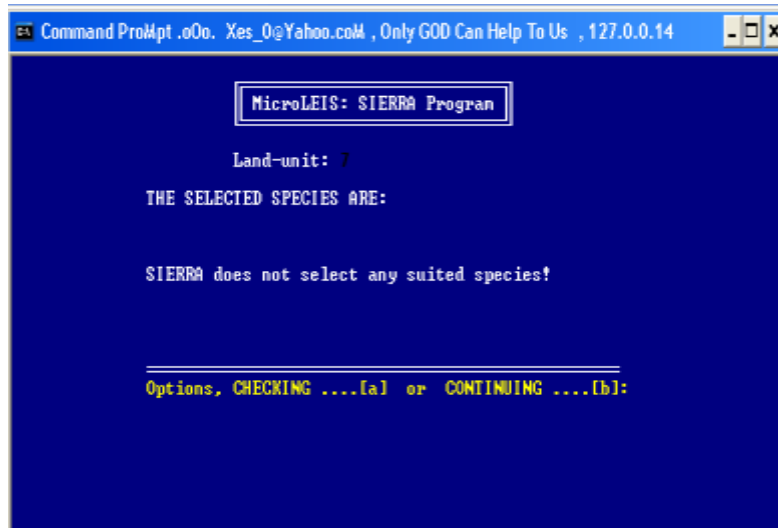 Command ProMpt .oOo. Xes_0@Yahoo.coM , Only GOD Can Help To Us , 127.0.0.14
MicroLEIS: SIERRA Program
Land-unit: 7
THE SELECTED SPECIES ARE:
SIERRA does not select any suited species!
Options, CHECKING ....[a] or CONTINUING ....[b]: